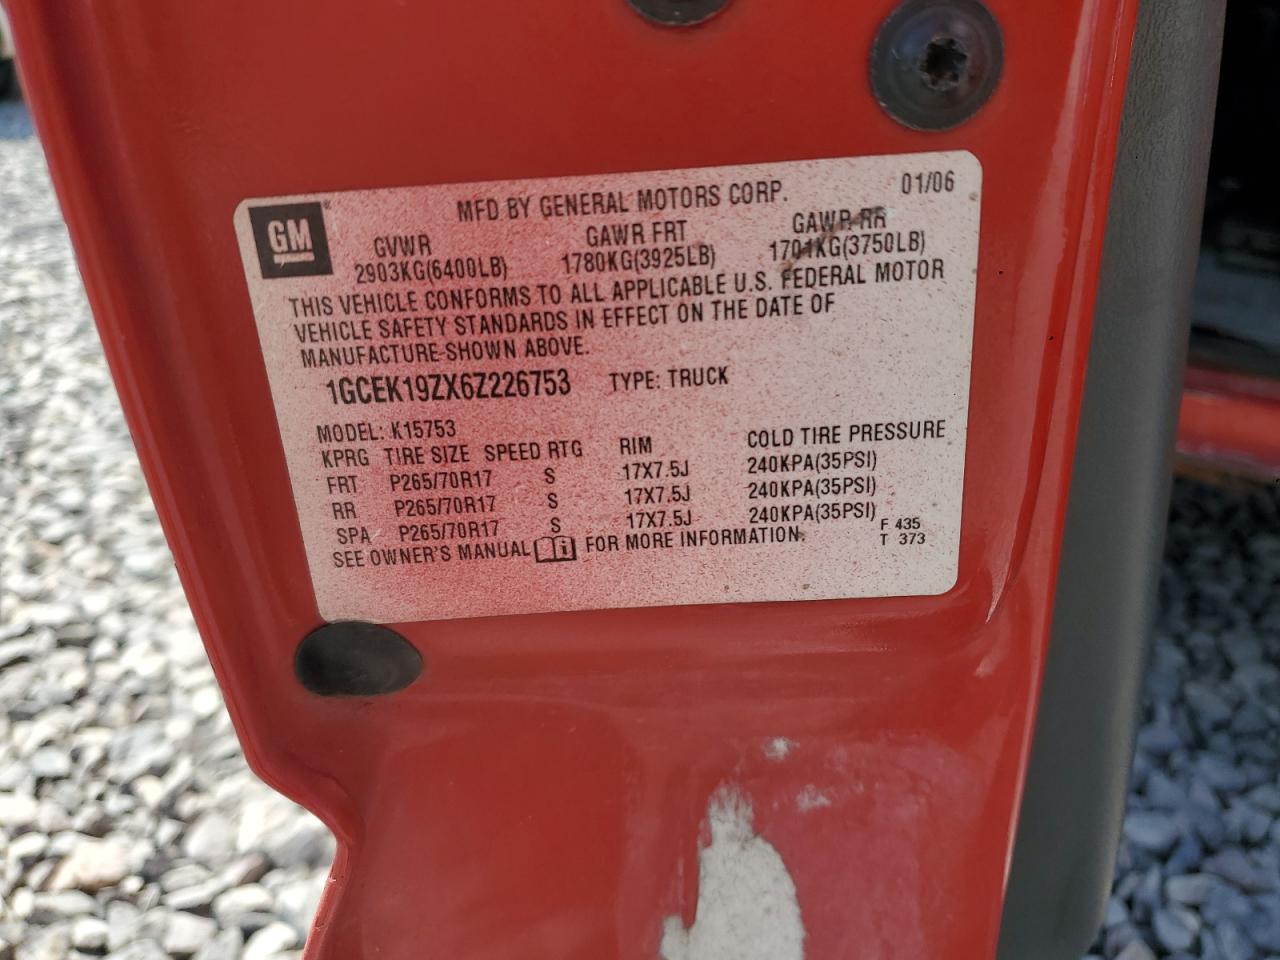 MFD BY GENERAL MOTORS CORP. 01/06
GM
GVWR GAWR FRT GAWR RR
2903KG(6400LB) 1780KG(3925LB) 1701KG(3750LB)
THIS VEHICLE CONFORMS TO ALL APPLICABLE U.S. FEDERAL MOTOR
VEHICLE SAFETY STANDARDS IN EFFECT ON THE DATE OF
MANUFACTURE SHOWN ABOVE.
1GCEK19ZX6Z226753 TYPE: TRUCK
MODEL: K15753
KPRG TIRE SIZE SPEED RTG RIM COLD TIRE PRESSURE
FRT P265/70R17 S 17X7.5J 240KPA(35PSI)
RR P265/70R17 S 17X7.5J 240KPA(35PSI)
SPA P265/70R17 S 17X7.5J 240KPA(35PSI)
SEE OWNER'S MANUAL i FOR MORE INFORMATION.
F 435
T 373